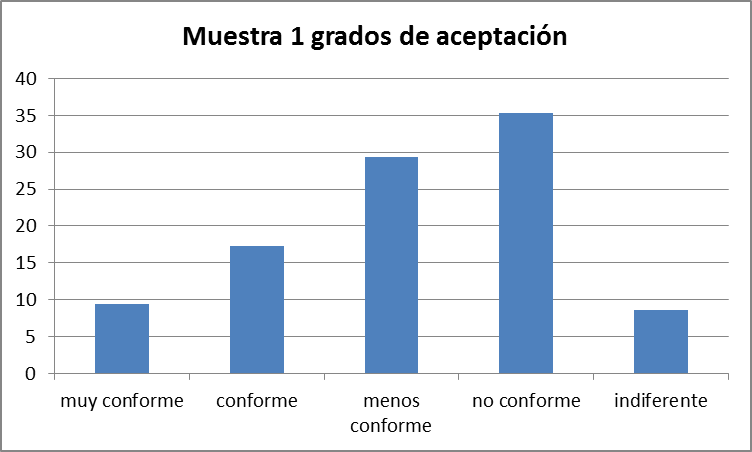 Muestra 1 grados de aceptación
40
35
30
25
20
15
10
5
0
muy conforme
conforme
menos
conforme
no conforme
indiferente